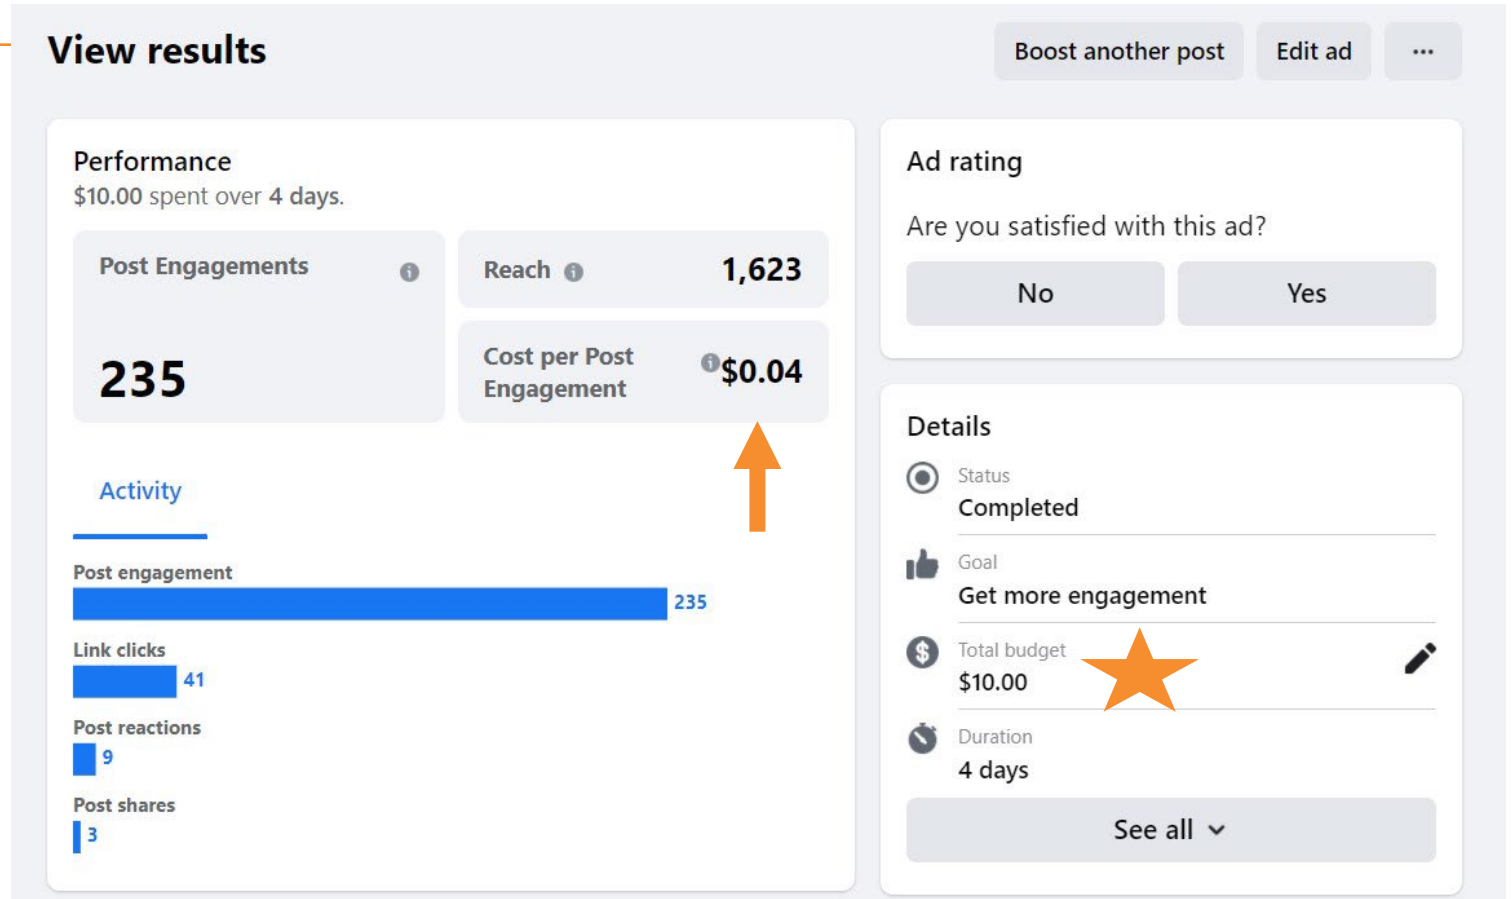 View results
Boost another post
Edit ad
...
Performance
$10.00 spent over 4 days.
Post Engagements
235
Reach
1,623
Cost per Post
Engagement
$0.04
Activity
Post engagement
235
Link clicks
41
Post reactions
9
Post shares
3
Ad rating
Are you satisfied with this ad?
No
Yes
Details
Status
Completed
Goal
Get more engagement
Total budget
$10.00
Duration
4 days
See all